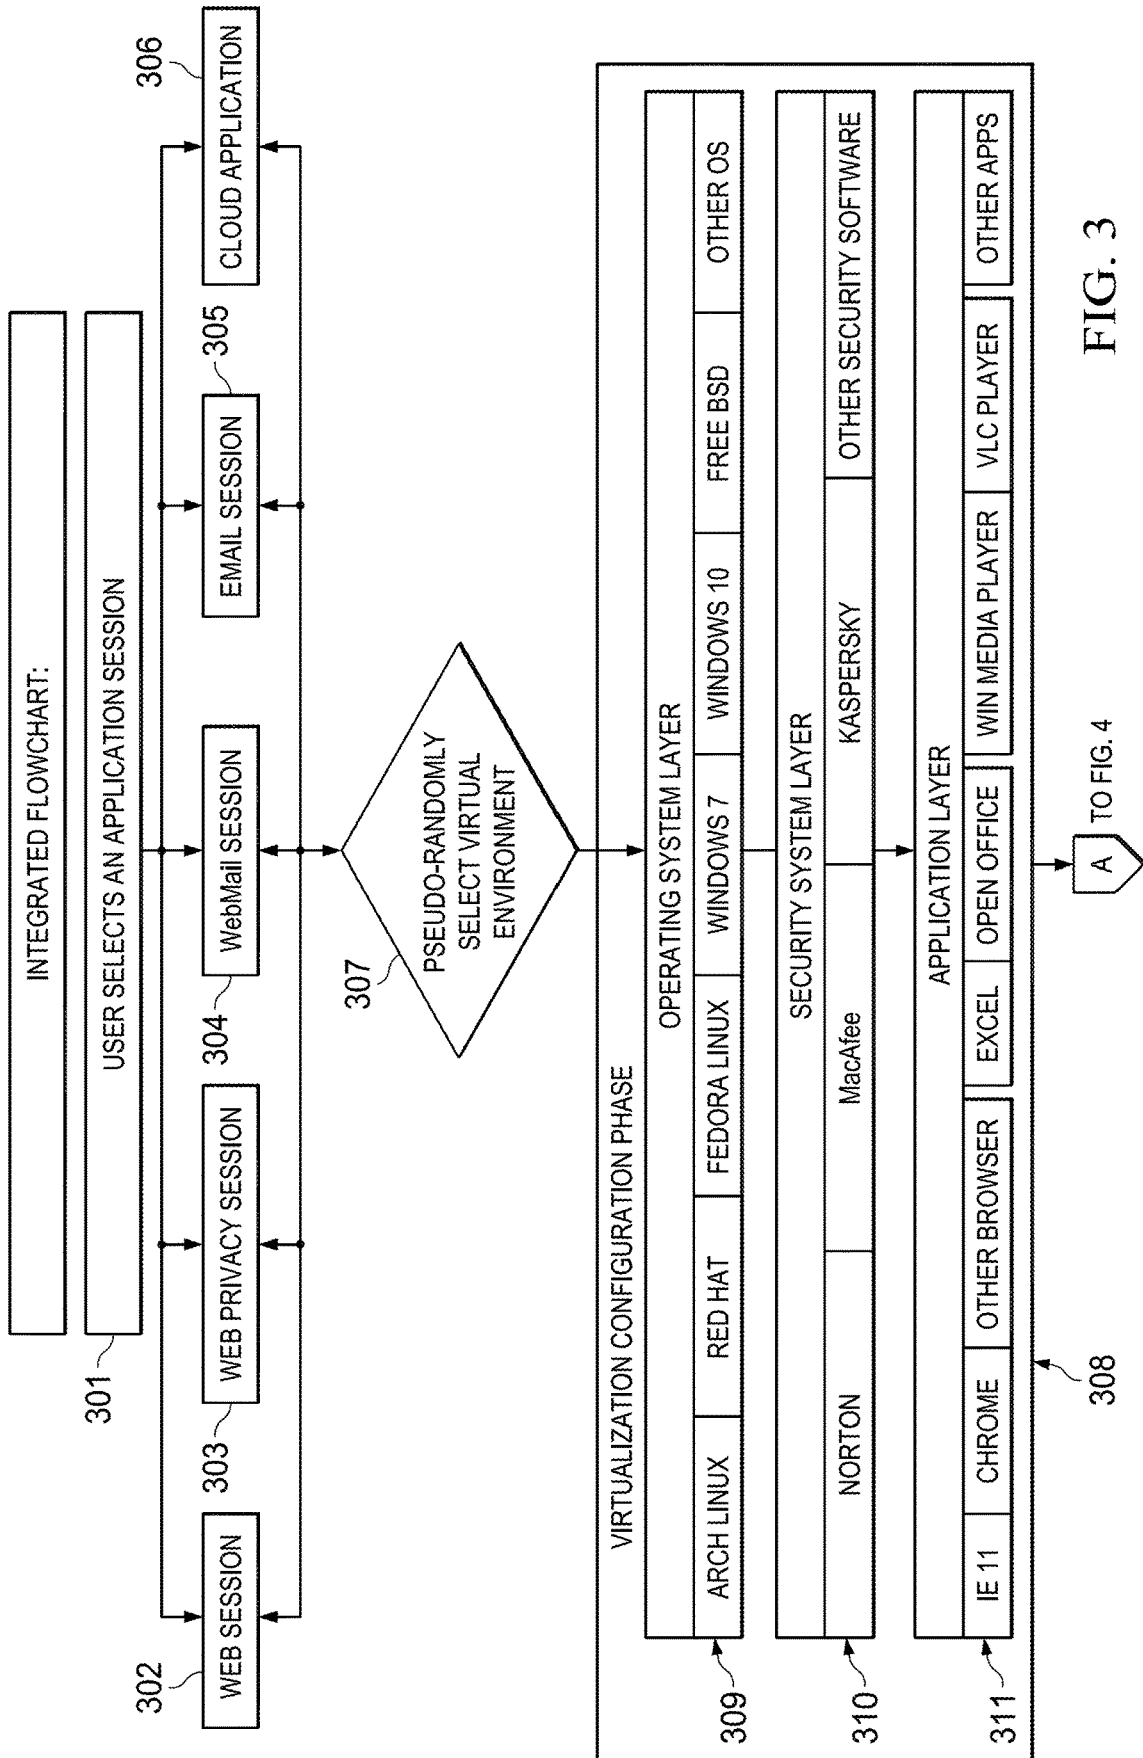 INTEGRATED FLOWCHART:
301
USER SELECTS AN APPLICATION SESSION
302
WEB SESSION
303
WEB PRIVACY SESSION
304
WebMail SESSION
305
EMAIL SESSION
306
CLOUD APPLICATION
307
PSEUDO-RANDOMLY
SELECT VIRTUAL
ENVIRONMENT
VIRTUALIZATION CONFIGURATION PHASE
OPERATING SYSTEM LAYER
309
ARCH LINUX
RED HAT
FEDORA LINUX
WINDOWS 7
WINDOWS 10
FREE BSD
OTHER OS
SECURITY SYSTEM LAYER
310
NORTON
MacAfee
KASPERSKY
OTHER SECURITY SOFTWARE
APPLICATION LAYER
311
IE 11
CHROME
OTHER BROWSER
EXCEL
OPEN OFFICE
WIN MEDIA PLAYER
VLC PLAYER
OTHER APPS
308
A
TO FIG. 4
FIG. 3